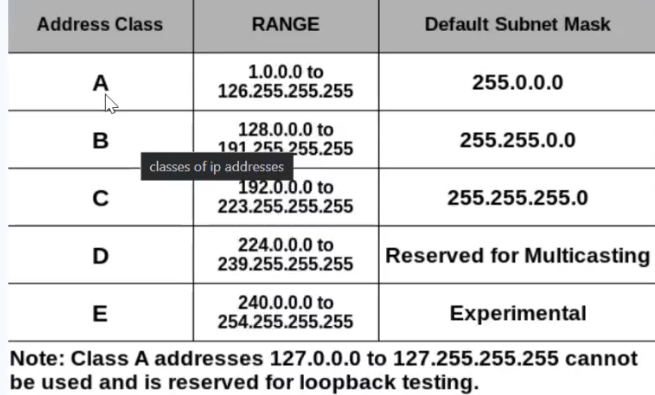 Address Class RANGE Default Subnet Mask
A 1.0.0.0 to
126.255.255.255 255.0.0.0
B 128.0.0.0 to
191.255.255.255 255.255.0.0
classes of ip addresses
C 192.0.0.0 to
223.255.255.255 255.255.255.0
D 224.0.0.0 to
239.255.255.255 Reserved for Multicasting
E 240.0.0.0 to
254.255.255.255 Experimental
Note: Class A addresses 127.0.0.0 to 127.255.255.255 cannot
be used and is reserved for loopback testing.